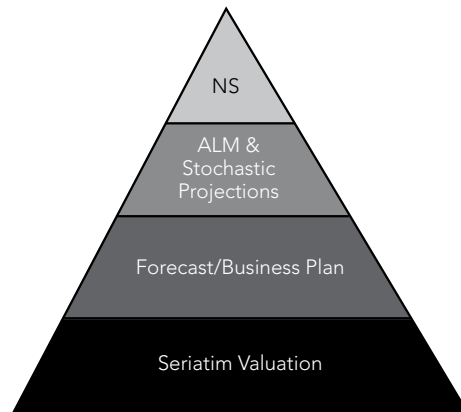 NS
ALM &
Stochastic
Projections
Forecast/Business Plan
Seriatim Valuation